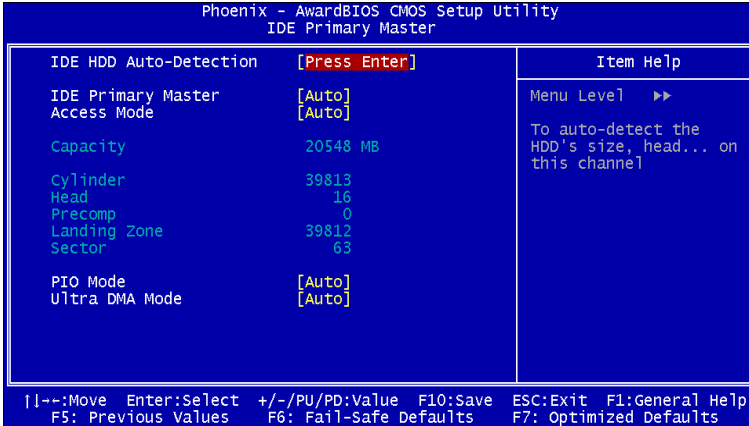 Phoenix - AwardBIOS CMOS Setup Utility
IDE Primary Master
IDE HDD Auto-Detection [Press Enter]
IDE Primary Master [Auto]
Access Mode [Auto]
Capacity 20548 MB
Cylinder 39813
Head 16
Precomp 0
Landing Zone 39812
Sector 63
PIO Mode [Auto]
Ultra DMA Mode [Auto]
Item Help
Menu Level ▶▶
To auto-detect the
HDD's size, head... on
this channel
↑↓→←:Move Enter:Select +/-/PU/PD:Value F10:Save ESC:Exit F1:General Help
F5: Previous Values F6: Fail-Safe Defaults F7: Optimized Defaults